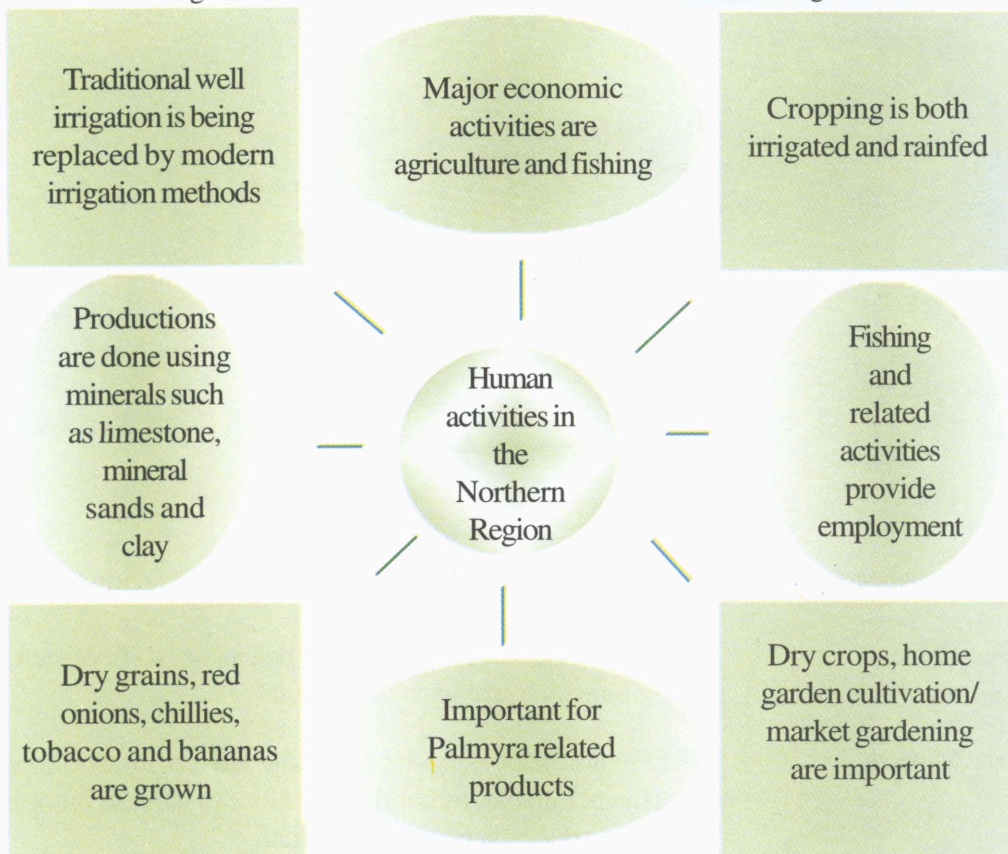 Traditional well
irrigation is being
replaced by modern
irrigation methods
Major economic
activities are
agriculture and fishing
Cropping is both
irrigated and rainfed
Productions
are done using
minerals such
as limestone,
mineral
sands and
clay
Human
activities in
the
Northern
Region
Fishing
and
related
activities
provide
employment
Dry grains, red
onions, chillies,
tobacco and bananas
are grown
Important for
Palmyra related
products
Dry crops, home
garden cultivation/
market gardening
are important